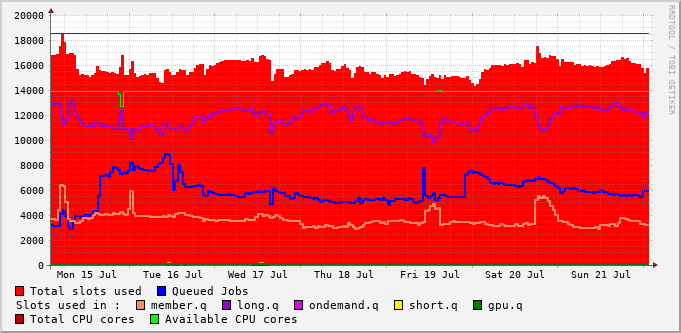 20000
18000
16000
14000
12000
10000
8000
6000
4000
2000
0
Mon 15 Jul Tue 16 Jul Wed 17 Jul Thu 18 Jul Fri 19 Jul Sat 20 Jul Sun 21 Jul
Total slots used Queued Jobs
Slots used in : member.q long.q ondemand.q short.q gpu.q
Total CPU cores Available CPU cores
RRDTOOL / TOBI OETIKER